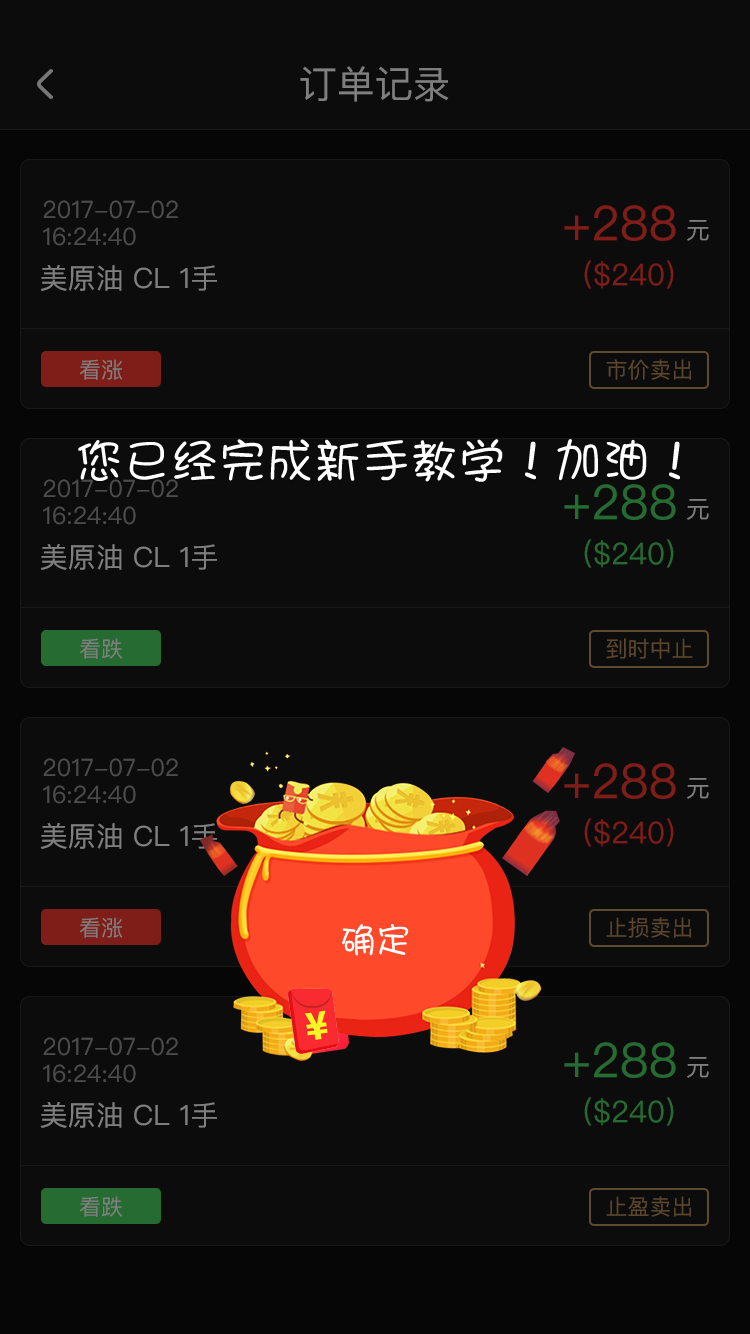 订单记录
2017-07-02
16:24:40
+288 元
美原油 CL 1手
($240)
看涨
市价卖出
您已经完成新手教学！加油！
2017-07-02
16:24:40
+288 元
美原油 CL 1手
($240)
看跌
到时中止
2017-07-02
16:24:40
+288 元
美原油 CL 1手
($240)
看涨
止损卖出
确定
¥
2017-07-02
16:24:40
+288 元
美原油 CL 1手
($240)
看跌
止盈卖出